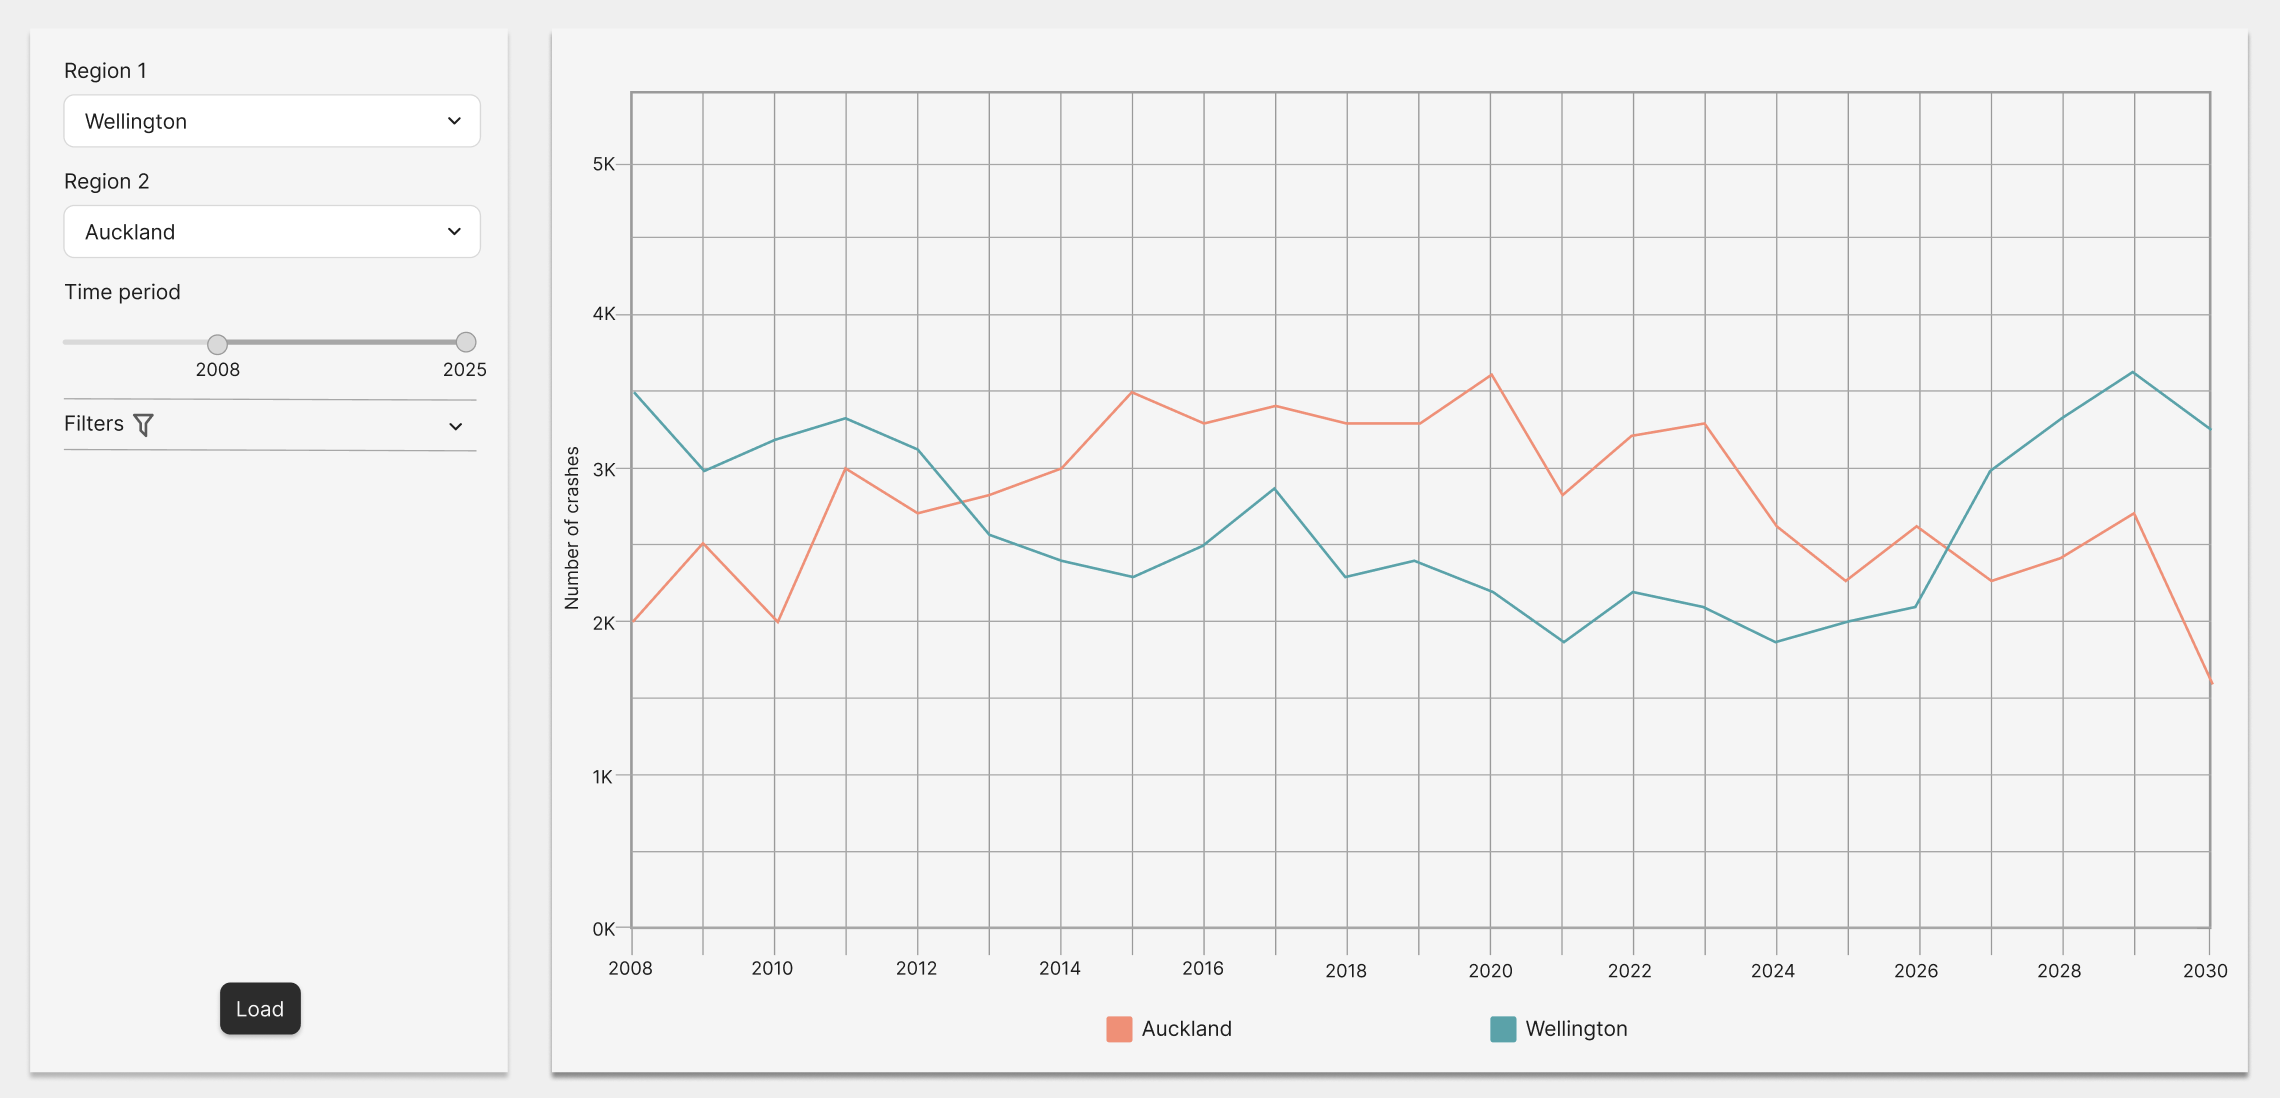 Region 1
Wellington
Region 2
Auckland
Time period
2008 2025
Filters
Load
Number of crashes
5K
4K
3K
2K
1K
0K
2008 2010 2012 2014 2016 2018 2020 2022 2024 2026 2028 2030
Auckland Wellington